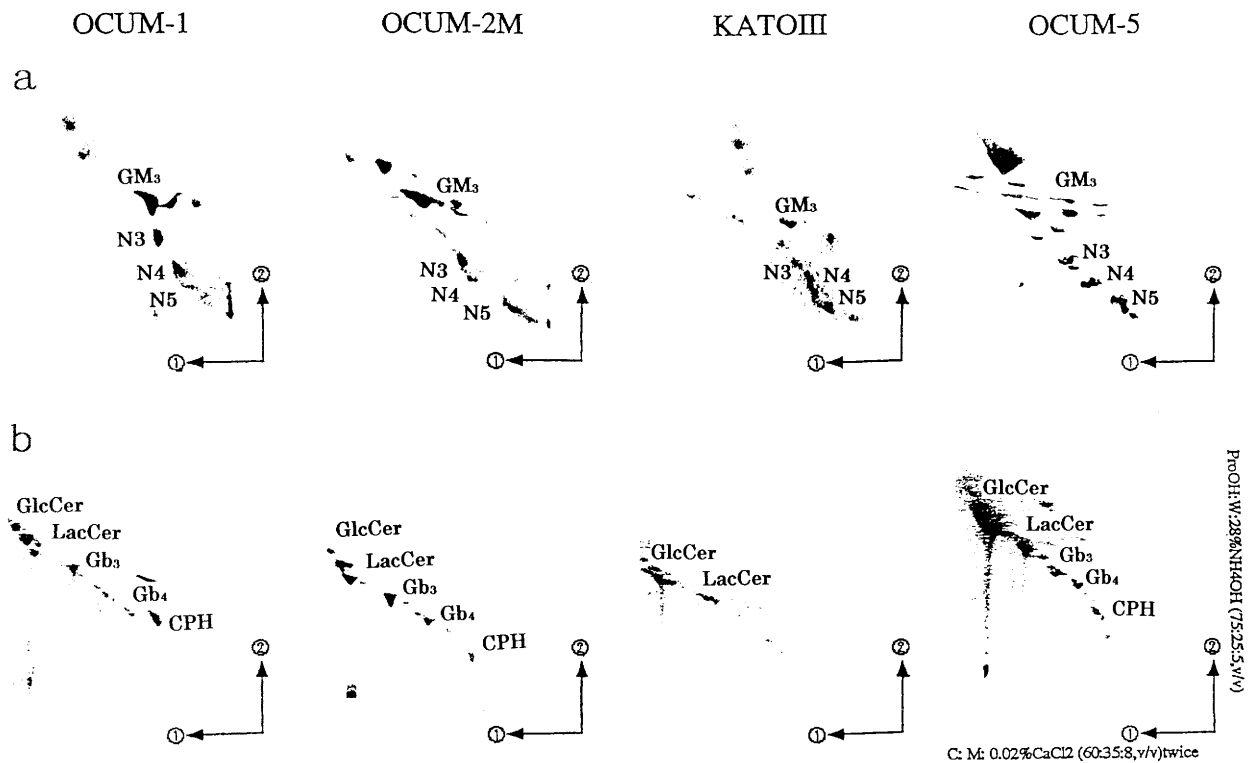 OCUM-1 OCUM-2M KATOIII OCUM-5
a
GM3 GM3 GM3 GM3
N3 N3 N3 N3
N4 N4 N4 N4
N5 N5 N5 N5
② ② ② ②
① ① ① ①
b
GlcCer GlcCer GlcCer GlcCer
LacCer LacCer LacCer LacCer
Gb3 Gb3 Gb3
Gb4 Gb4 Gb4
CPH CPH CPH
② ② ② ②
① ① ① ①
ProOH:W:28%NH4OH (75:25:5,v/v)
C: M: 0.02%CaCl2 (60:35:8,v/v)twice